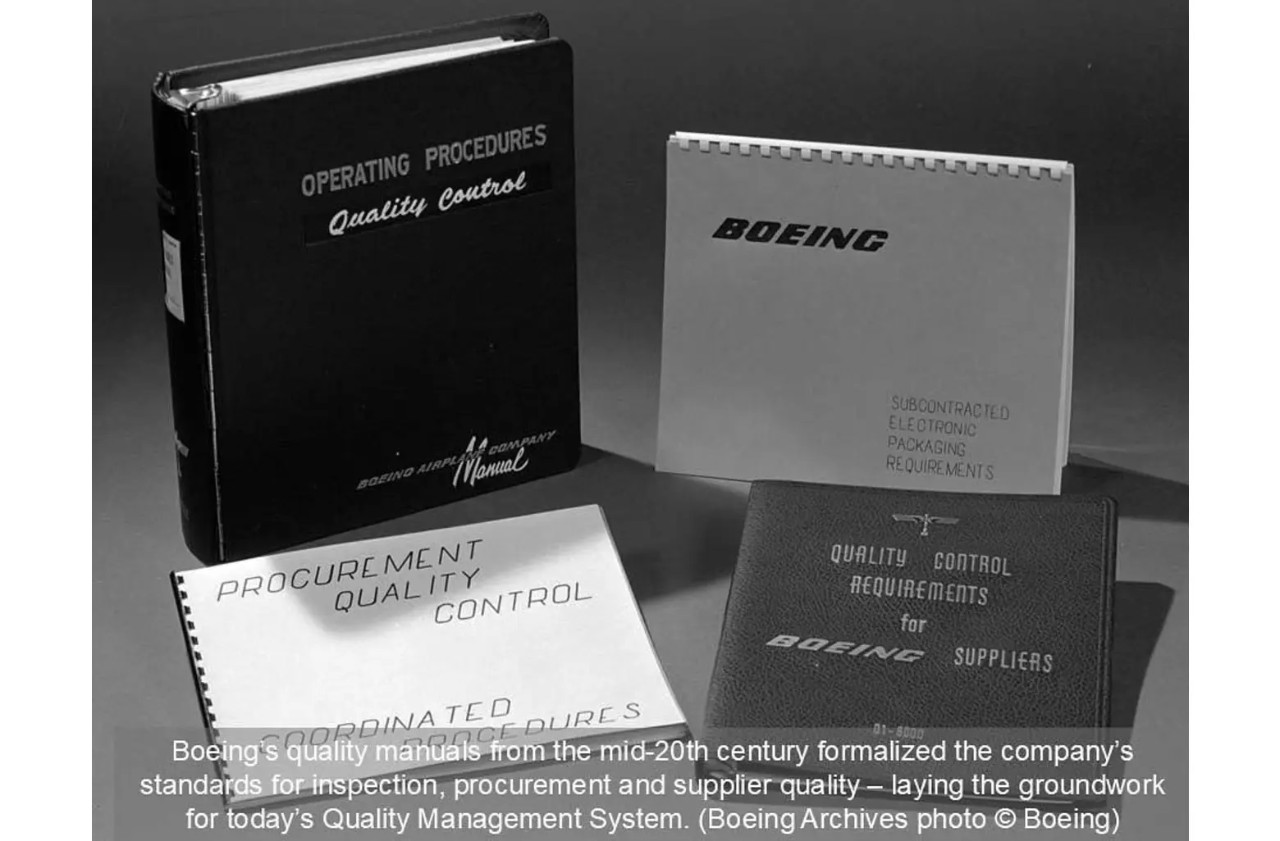 OPERATING PROCEDURES
Quality Control
BOEING AIRPLANE COMPANY
Manual
BOEING
SUBCONTRACTED
ELECTRONIC
PACKAGING
REQUIREMENTS
PROCUREMENT
QUALITY
CONTROL
COORDINATED
PROCEDURES
QUALITY CONTROL
REQUIREMENTS
for
BOEING SUPPLIERS
D1-8000
Boeing's quality manuals from the mid-20th century formalized the company's
standards for inspection, procurement and supplier quality – laying the groundwork
for today's Quality Management System. (Boeing Archives photo © Boeing)